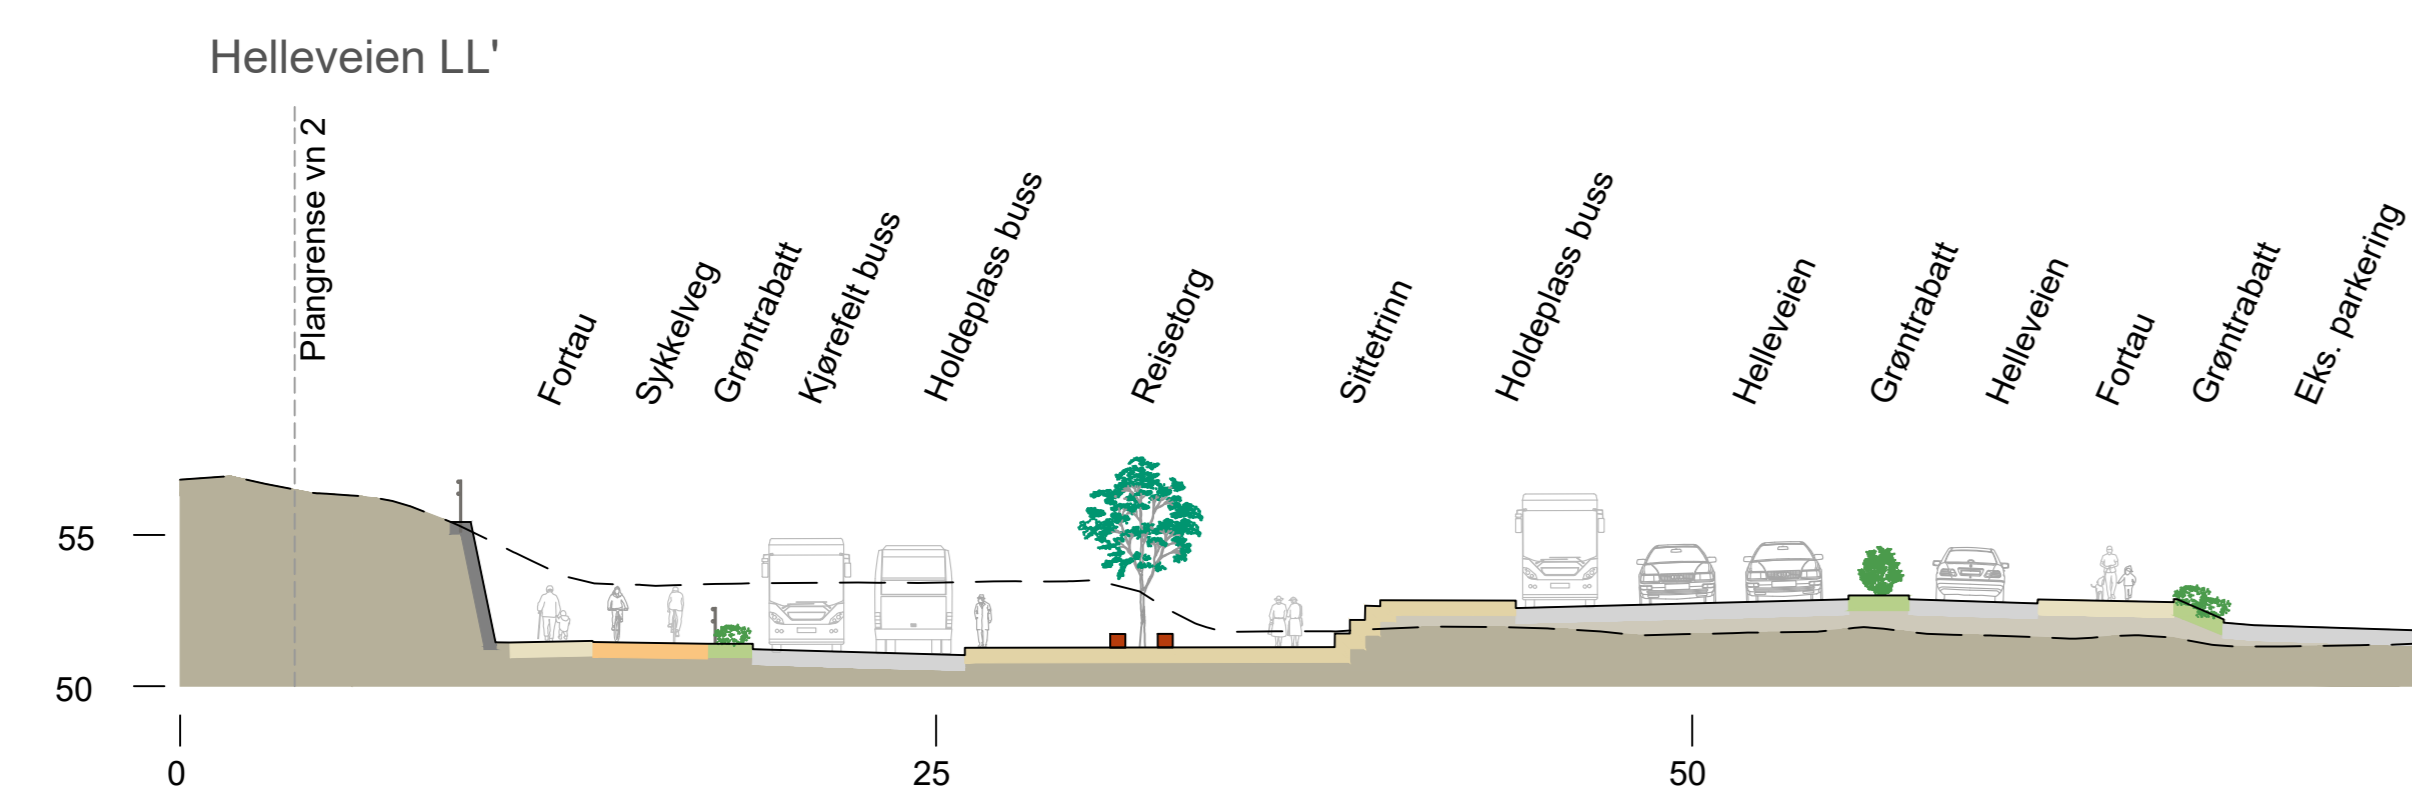 Helleveien LL'
Plangrense vn 2
Fortau
Sykkelveg
Grøntrabatt
Kjørefelt buss
Holdeplass buss
Reisetorg
Sittetrinn
Holdeplass buss
Helleveien
Grøntrabatt
Helleveien
Fortau
Grøntrabatt
Eks. parkering
55
50
0
25
50